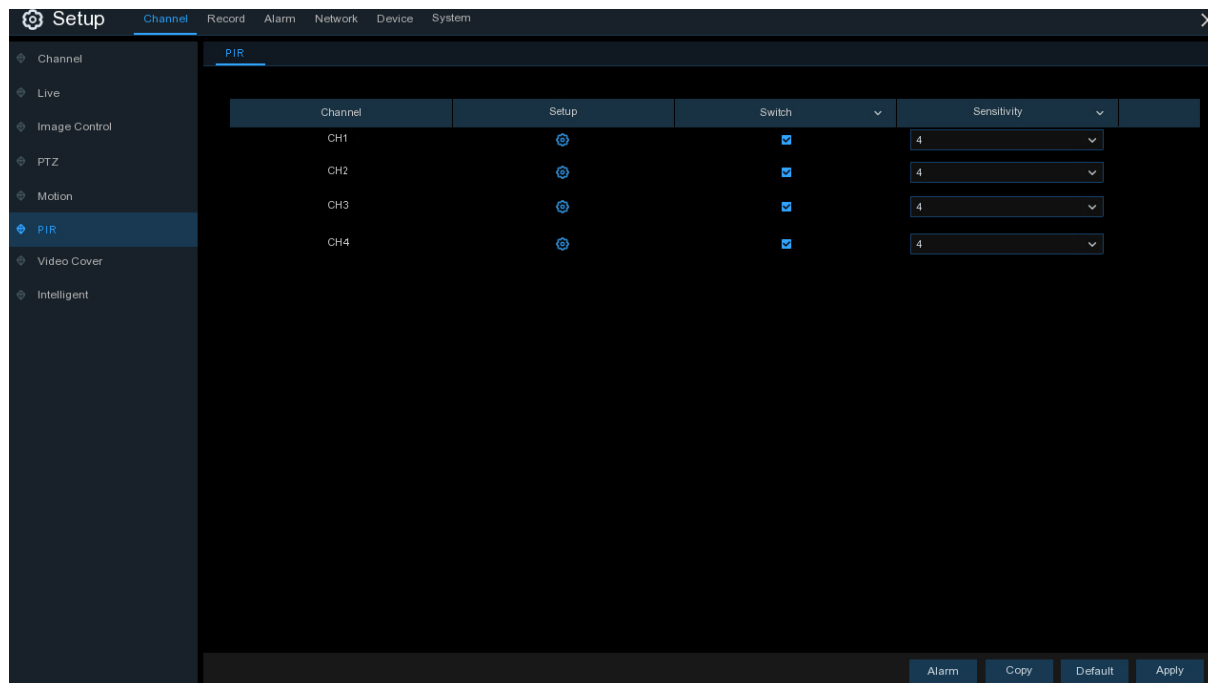 Setup Channel Record Alarm Network Device System
Channel
Live
Image Control
PTZ
Motion
PIR
Video Cover
Intelligent
PIR
Channel Setup Switch Sensitivity
CH1 4
CH2 4
CH3 4
CH4 4
Alarm Copy Default Apply